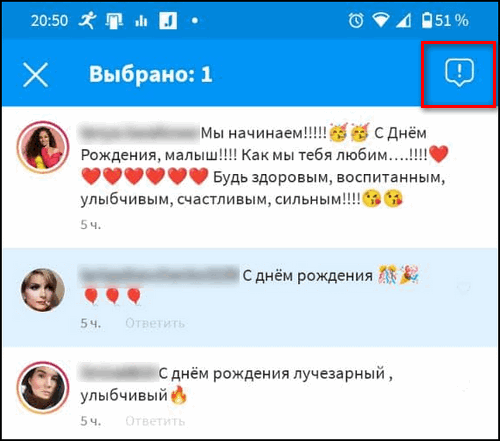 20:50 51 %
Выбрано: 1
Мы начинаем!!!!!🥳🥳 С Днём
Рождения, малыш!!!! Как мы тебя любим….!!!!❤️
❤️❤️❤️❤️❤️❤️ Будь здоровым, воспитанным,
улыбчивым, счастливым, сильным!!!!😘😘
5 ч.
С днём рождения 🎊🎉
🎈🎈🎈
5 ч. Ответить
С днём рождения лучезарный ,
улыбчивый🔥
5 ч. Ответить